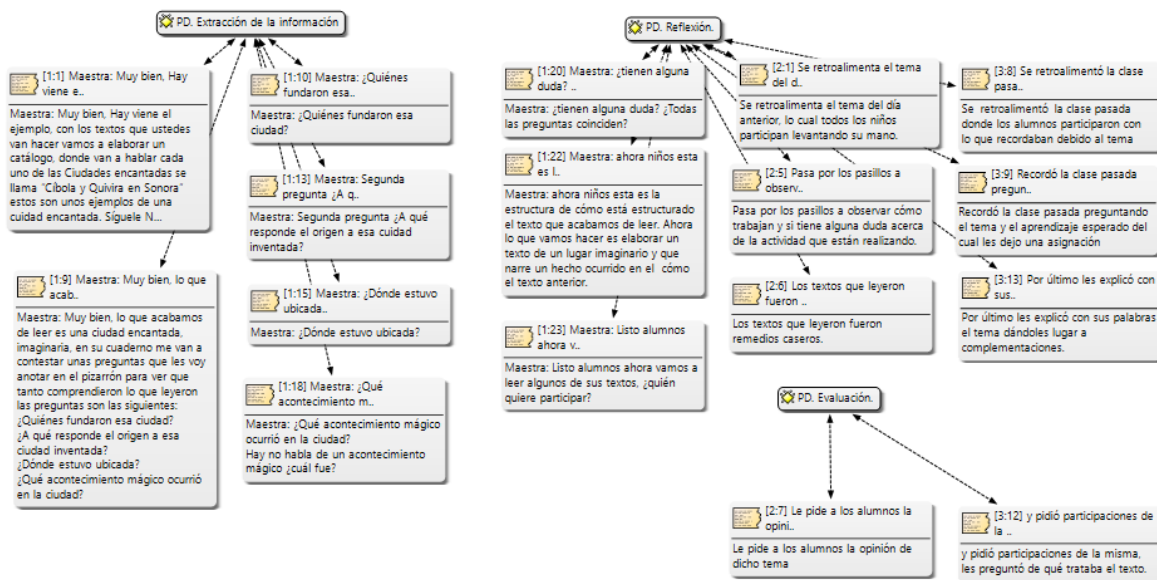 PD. Extracción de la información
[1:1] Maestra: Muy bien, Hay
viene e..
Maestra: Muy bien, Hay viene el
ejemplo, con los textos que ustedes
van hacer vamos a elaborar un
catálogo, donde van a hablar cada
uno de las Ciudades encantadas se
llama "Cíbola y Quivira en Sonora"
estos son unos ejemplos de una
cuidad encantada. Síguele N...
[1:9] Maestra: Muy bien, lo que
acab..
Maestra: Muy bien, lo que acabamos
de leer es una ciudad encantada,
imaginaria, en su cuaderno me van a
contestar unas preguntas que les voy
anotar en el pizarrón para ver que
tanto comprendieron lo que leyeron
las preguntas son las siguientes:
¿Quiénes fundaron esa ciudad?
¿A qué responde el origen a esa
ciudad inventada?
¿Dónde estuvo ubicada?
¿Qué acontecimiento mágico ocurrió
en la ciudad?
[1:10] Maestra: ¿Quiénes
fundaron esa..
Maestra: ¿Quiénes fundaron esa
ciudad?
[1:13] Maestra: Segunda
pregunta ¿A q..
Maestra: Segunda pregunta ¿A qué
responde el origen a esa cuidad
inventada?
[1:15] Maestra: ¿Dónde estuvo
ubicada..
Maestra: ¿Dónde estuvo ubicada?
[1:18] Maestra: ¿Qué
acontecimiento m..
Maestra: ¿Qué acontecimiento mágico
ocurrió en la ciudad?
Hay no habla de un acontecimiento
mágico ¿cuál fue?
PD. Reflexión.
[1:20] Maestra: ¿tienen alguna
duda? ..
Maestra: ¿tienen alguna duda? ¿Todas
las preguntas coinciden?
[1:22] Maestra: ahora niños esta
es l..
Maestra: ahora niños esta es la
estructura de cómo está estructurado
el texto que acabamos de leer. Ahora
lo que vamos hacer es elaborar un
texto de un lugar imaginario y que
narre un hecho ocurrido en el cómo
el texto anterior.
[1:23] Maestra: Listo alumnos
ahora v..
Maestra: Listo alumnos ahora vamos a
leer algunos de sus textos, ¿quién
quiere participar?
[2:1] Se retroalimenta el tema
del d..
Se retroalimenta el tema del día
anterior, lo cual todos los niños
participan levantando su mano.
[2:5] Pasa por los pasillos a
observ..
Pasa por los pasillos a observar cómo
trabajan y si tiene alguna duda acerca
de la actividad que están realizando.
[2:6] Los textos que leyeron
fueron ..
Los textos que leyeron fueron
remedios caseros.
[3:8] Se retroalimentó la clase
pasa..
Se retroalimentó la clase pasada
donde los alumnos participaron con
lo que recordaban debido al tema
[3:9] Recordó la clase pasada
pregun..
Recordó la clase pasada preguntando
el tema y el aprendizaje esperado del
cual les dejo una asignación
[3:13] Por último les explicó con
sus..
Por último les explicó con sus palabras
el tema dándoles lugar a
complementaciones.
PD. Evaluación.
[2:7] Le pide a los alumnos la
opini..
Le pide a los alumnos la opinión de
dicho tema
[3:12] y pidió participaciones de
la ..
y pidió participaciones de la misma,
les preguntó de qué trataba el texto.